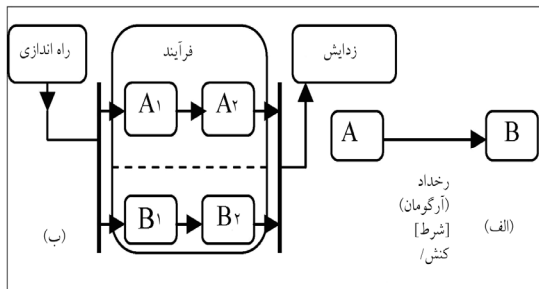 راه اندازی
فرآیند
زدایش
A۱
A۲
B۱
B۲
(ب)
A
B
رخداد
(آرگومان)
[شرط]
کنش/
(الف)